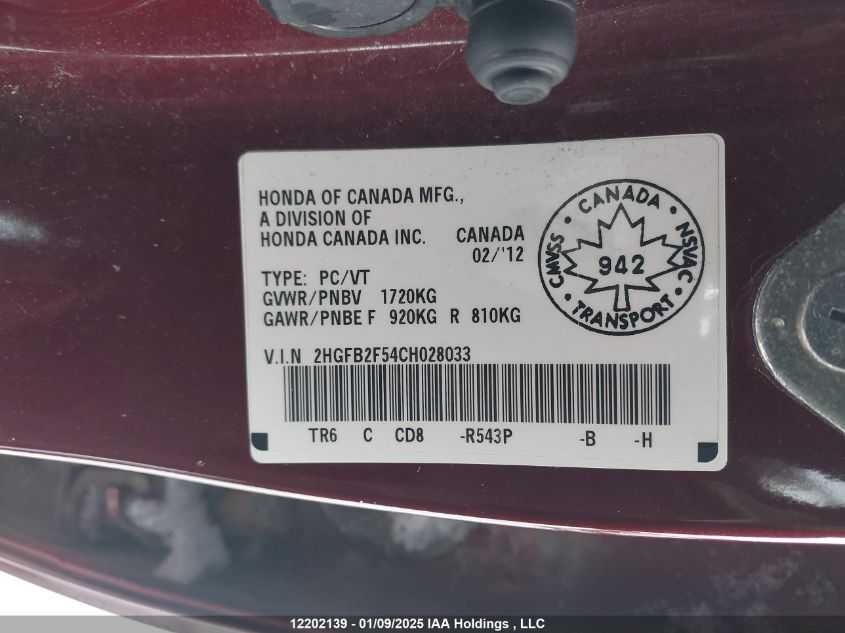 HONDA OF CANADA MFG.,
A DIVISION OF
HONDA CANADA INC. CANADA
02/'12
TYPE: PC/VT
GVWR/PNBV 1720KG
GAWR/PNBE F 920KG R 810KG
V.I.N 2HGFB2F54CH028033
TR6 C CD8 -R543P -B -H
CANADA
CMVSS 942 NSVAC
TRANSPORT
12202139 - 01/09/2025 IAA Holdings , LLC